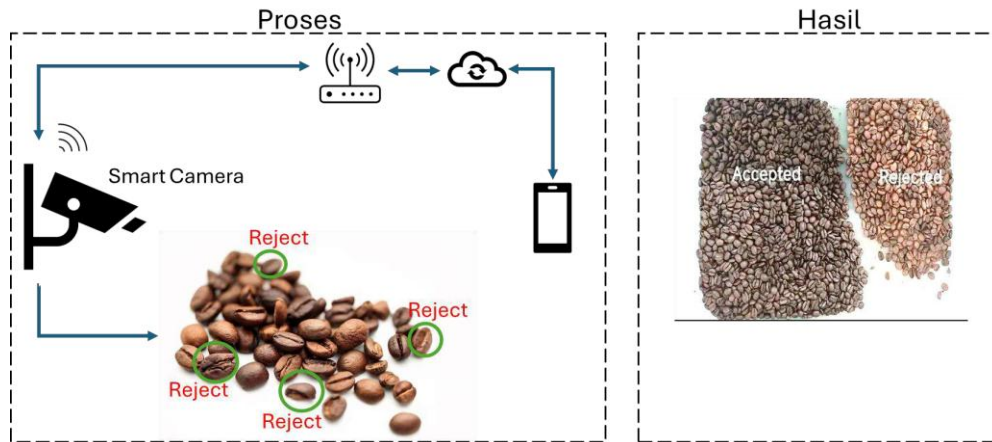 Proses
Hasil
Smart Camera
Reject
Reject
Reject
Reject
Accepted
Rejected